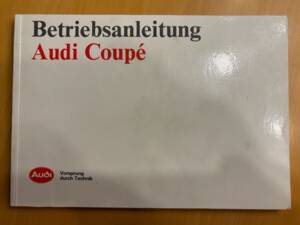 Betriebsanleitung
Audi Coupé
Audi
Vorsprung
durch Technik